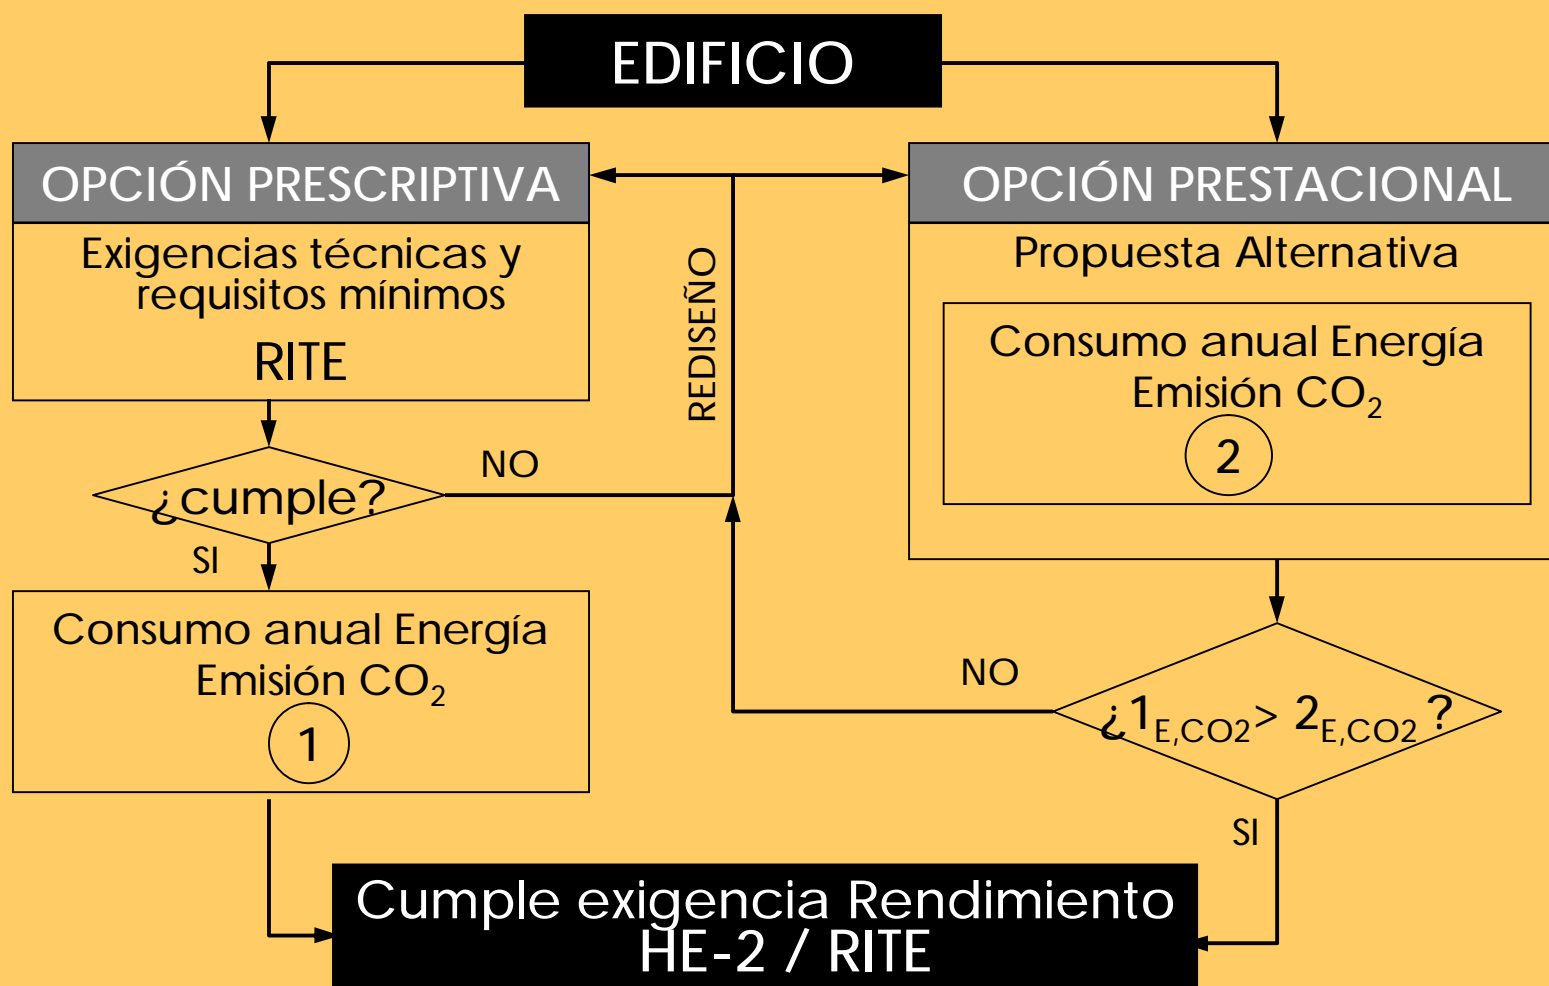 EDIFICIO
OPCIÓN PRESCRIPTIVA
Exigencias técnicas y
requisitos mínimos
RITE
¿cumple?
NO
SI
Consumo anual Energía
Emisión CO₂
1
REDISEÑO
OPCIÓN PRESTACIONAL
Propuesta Alternativa
Consumo anual Energía
Emisión CO₂
2
NO
¿1E,CO2> 2E,CO2 ?
SI
Cumple exigencia Rendimiento
HE-2 / RITE